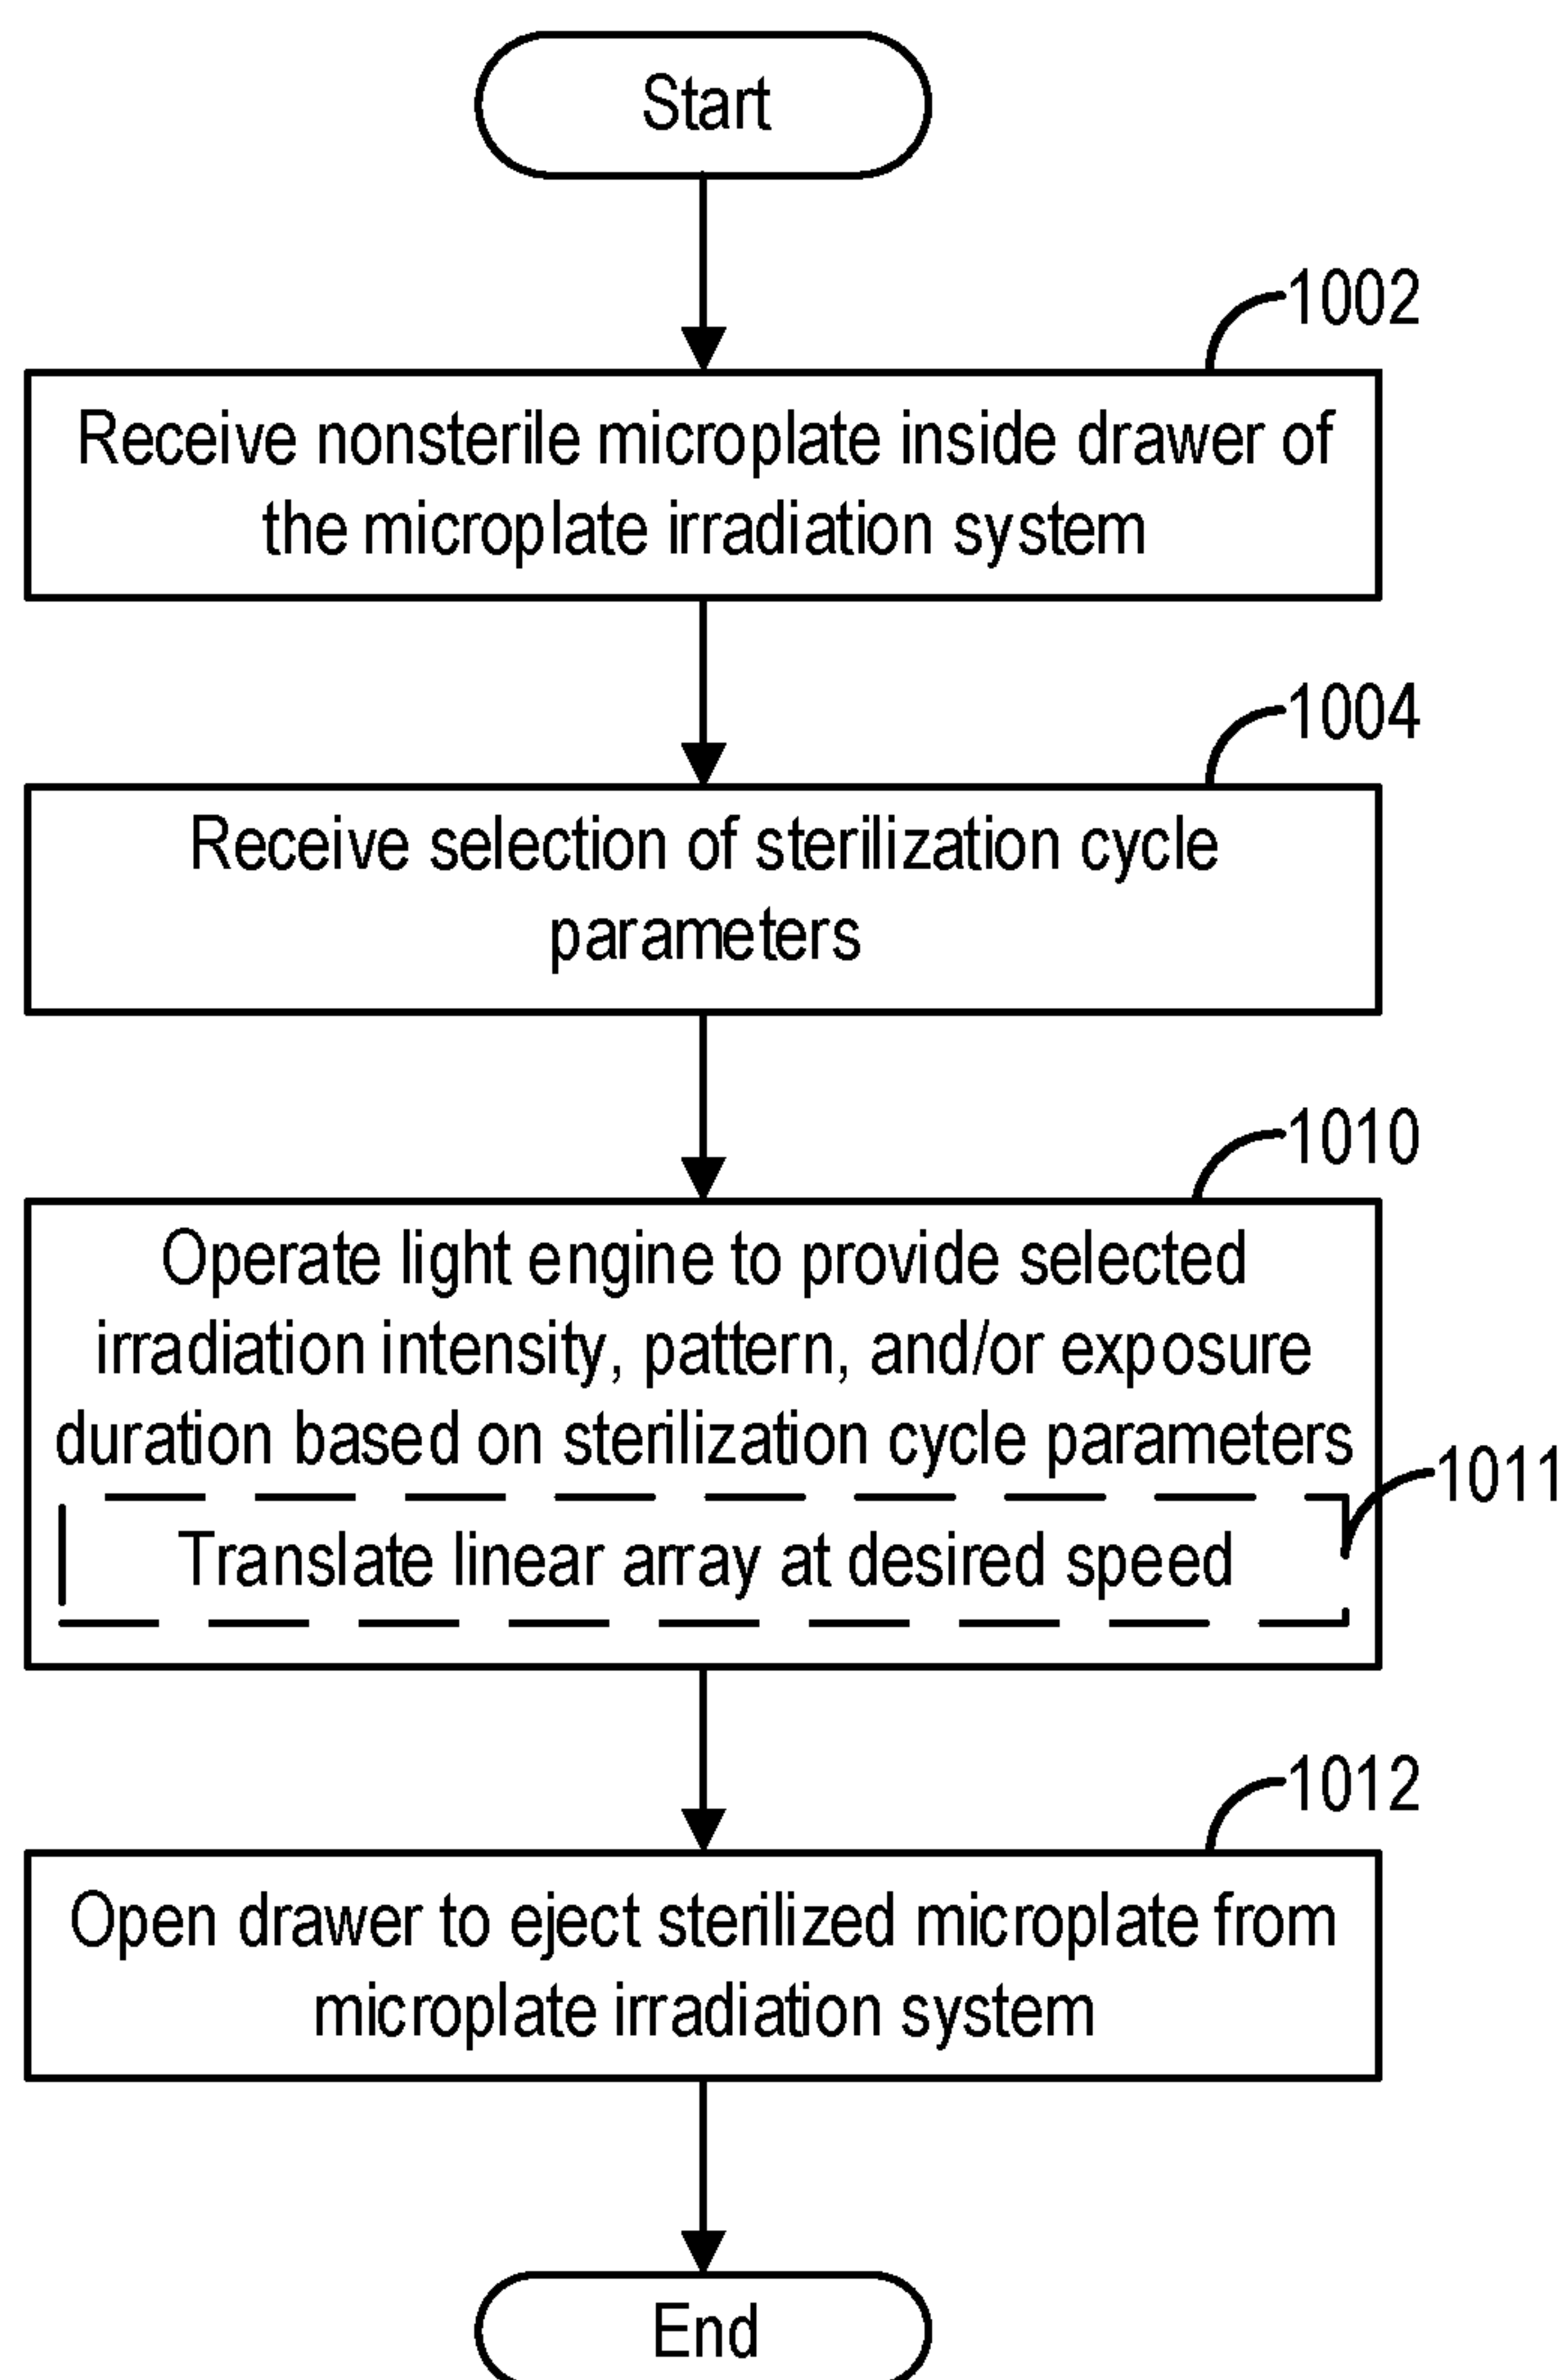 Start
1002
Receive nonsterile microplate inside drawer of
the microplate irradiation system
1004
Receive selection of sterilization cycle
parameters
1010
Operate light engine to provide selected
irradiation intensity, pattern, and/or exposure
duration based on sterilization cycle parameters
1011
Translate linear array at desired speed
1012
Open drawer to eject sterilized microplate from
microplate irradiation system
End